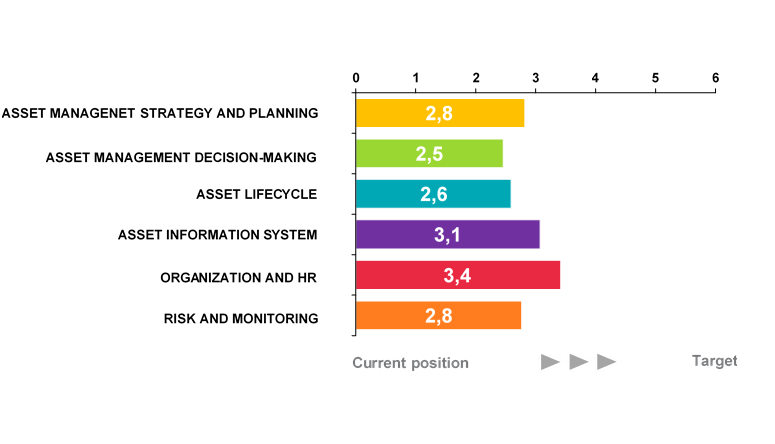 0 1 2 3 4 5 6
ASSET MANAGENET STRATEGY AND PLANNING 2,8
ASSET MANAGEMENT DECISION-MAKING 2,5
ASSET LIFECYCLE 2,6
ASSET INFORMATION SYSTEM 3,1
ORGANIZATION AND HR 3,4
RISK AND MONITORING 2,8
Current position Target